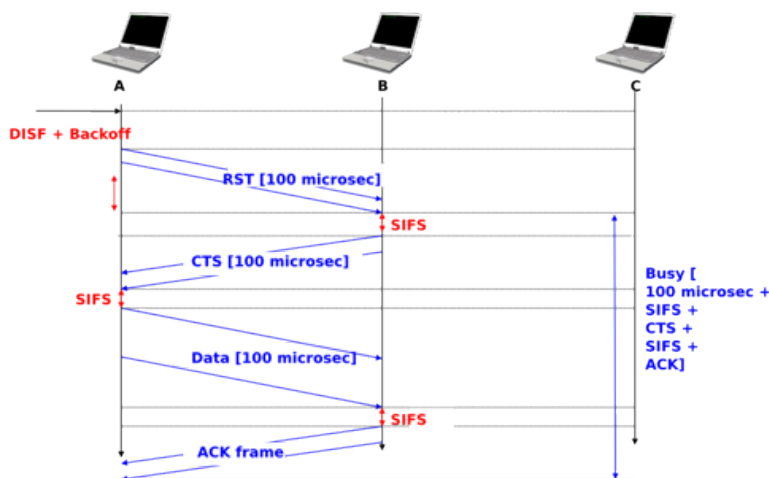 A
B
C
DISF + Backoff
RST [100 microsec]
SIFS
CTS [100 microsec]
SIFS
Busy [
100 microsec +
SIFS +
CTS +
SIFS +
ACK]
Data [100 microsec]
SIFS
ACK frame